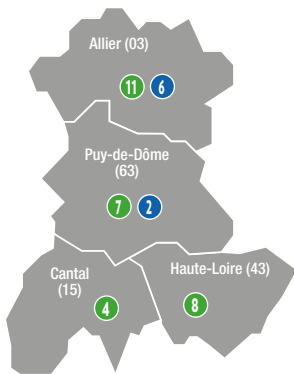 Allier (03)
11 6
Puy-de-Dôme
(63)
7 2
Cantal
(15)
4
Haute-Loire (43)
8